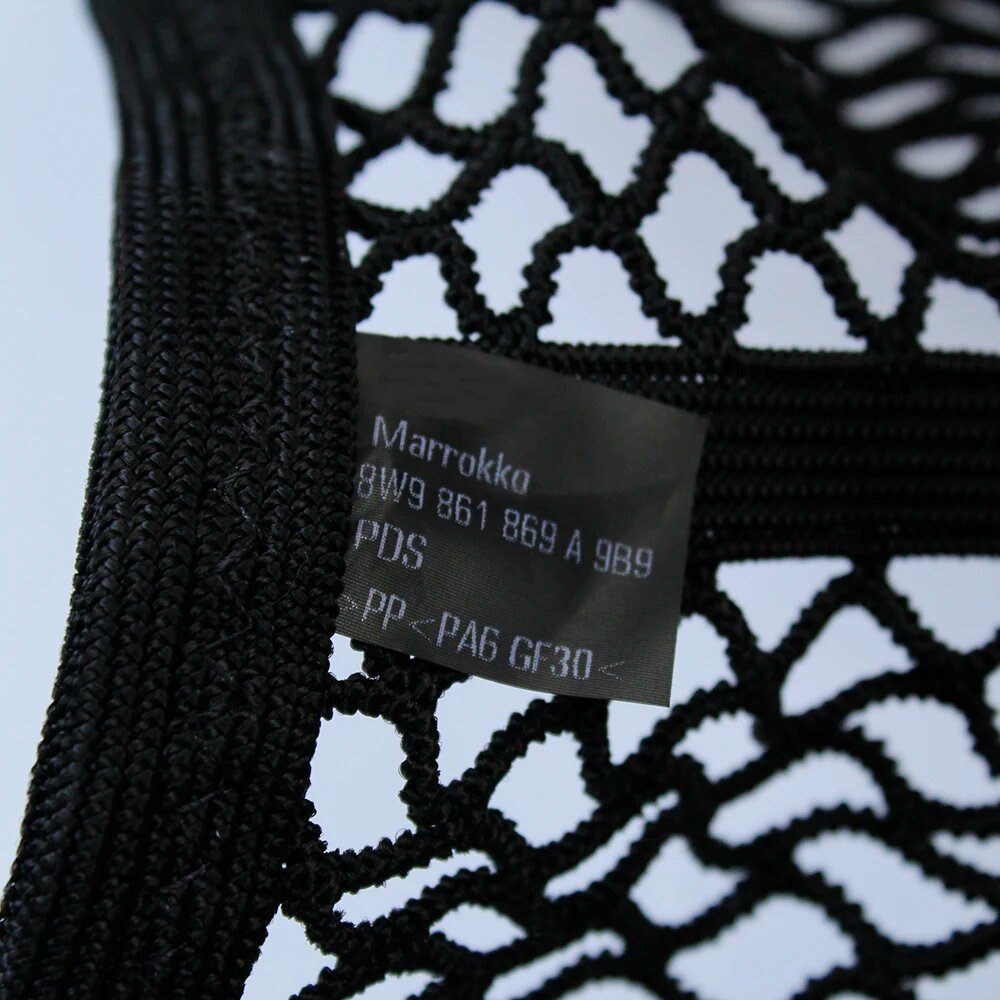 Marrokko
8W9 861 869 A 9B9
PDS
>PP<PA6 GF30<